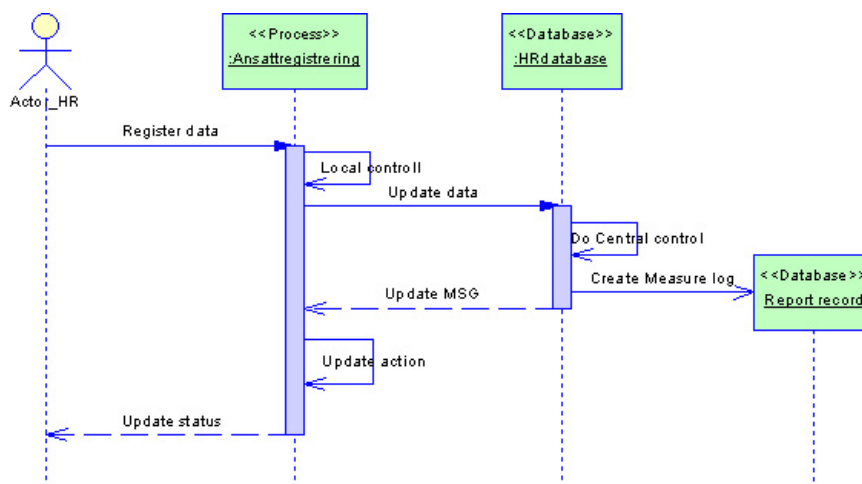 <<Process>>
:Ansattregistrering
<<Database>>
:HRdatabase
Actor_HR
Register data
Local controll
Update data
Do Central control
Create Measure log
<<Database>>
Report record
Update MSG
Update action
Update status